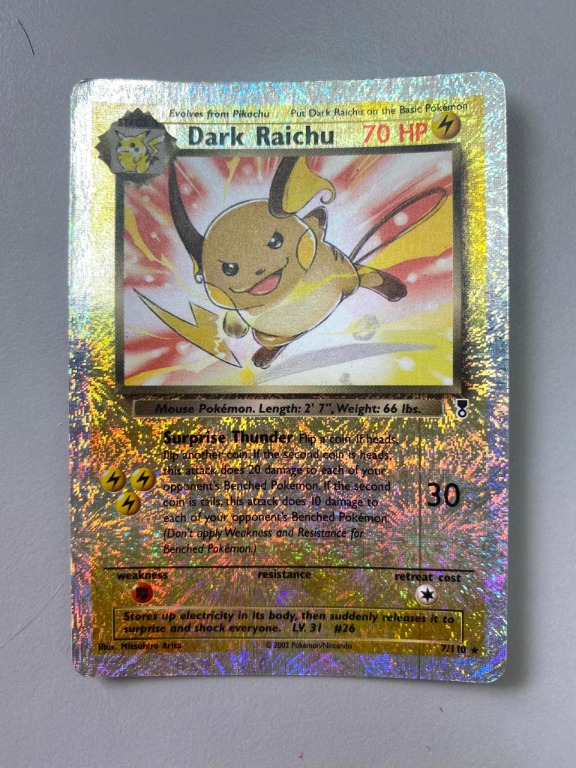 Evolves from Pikachu Put Dark Raichu on the Basic Pokémon
Dark Raichu 70 HP
Mouse Pokémon. Length: 2' 7", Weight: 66 lbs.
Surprise Thunder Flip a coin. If heads,
flip another coin. If the second coin is heads,
this attack does 20 damage to each of your
opponent's Benched Pokémon. If the second
coin is tails, this attack does 10 damage to
each of your opponent's Benched Pokémon.
(Don't apply Weakness and Resistance for
Benched Pokémon.)
30
weakness resistance retreat cost
Stores up electricity in its body, then suddenly releases it to
surprise and shock everyone. LV. 31 #26
Illus. Mitsuhiro Arita © 2002 Pokémon/Nintendo 7/110 ★